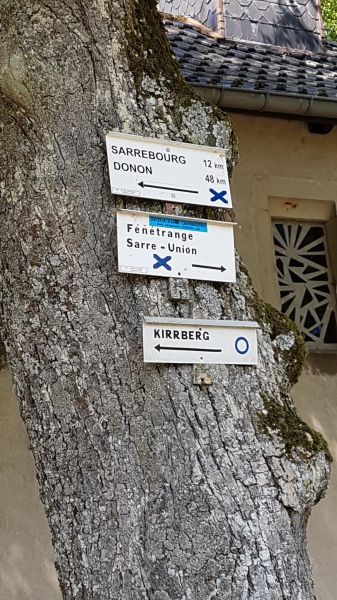 SARREBOURG 12 km
DONON 48 km
Fénétrange
Sarre-Union
KIRRBERG